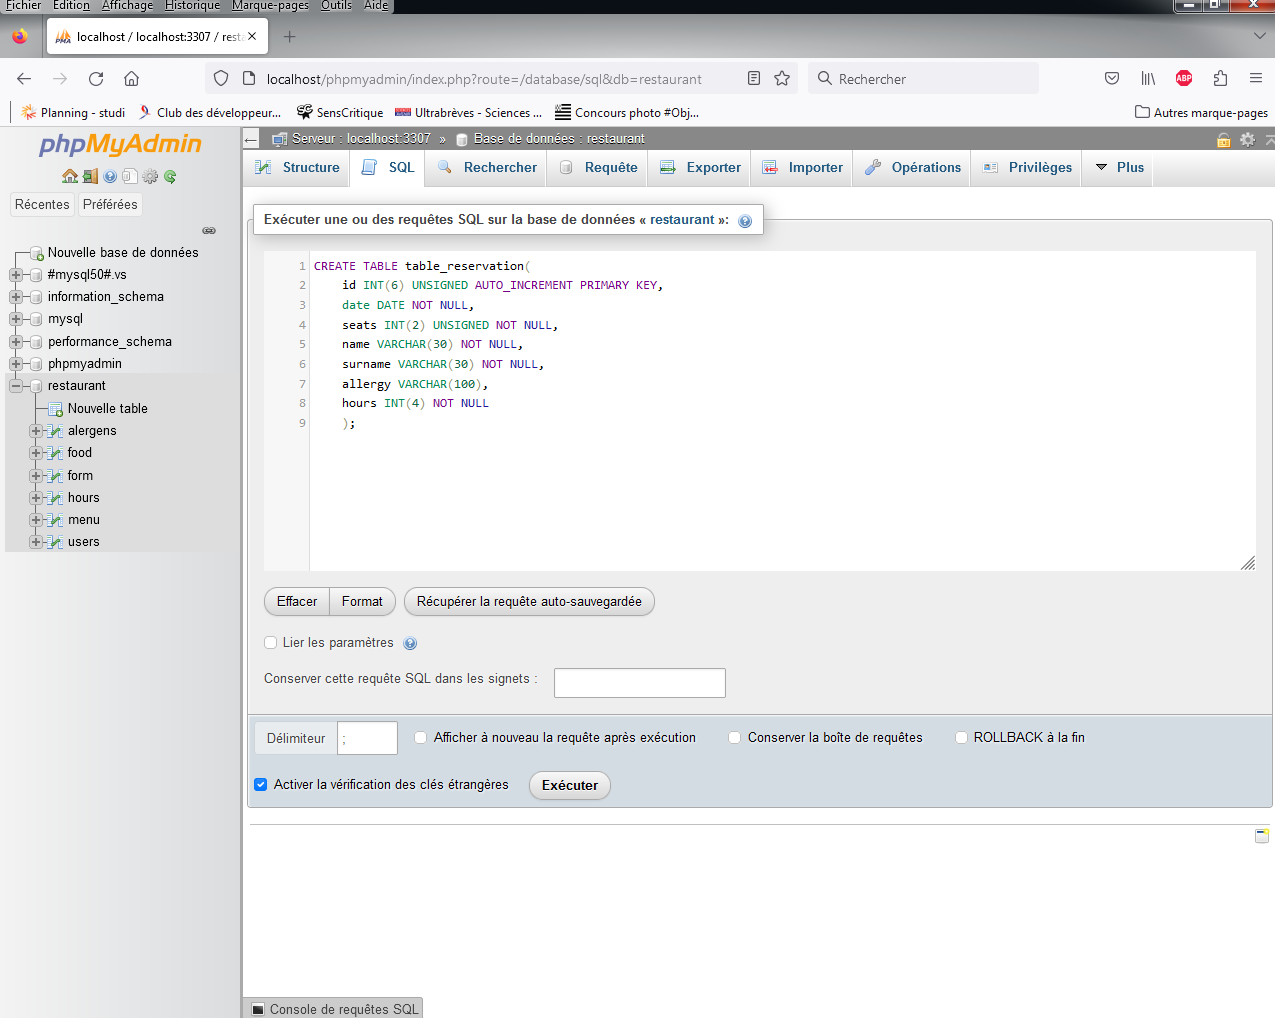 Fichier Edition Affichage Historique Marque-pages Outils Aide
localhost / localhost:3307 / rest
localhost/phpmyadmin/index.php?route=/database/sql&db=restaurant
Rechercher
ABP
Planning - studi
Club des développeur...
SensCritique
Ultrabrèves - Sciences ...
Concours photo #Obj...
Autres marque-pages
phpMyAdmin
Récentes Préférées
Nouvelle base de données
#mysql50#.vs
information_schema
mysql
performance_schema
phpmyadmin
restaurant
Nouvelle table
alergens
food
form
hours
menu
users
Serveur : localhost:3307 » Base de données : restaurant
Structure SQL Rechercher Requête Exporter Importer Opérations Privilèges Plus
Exécuter une ou des requêtes SQL sur la base de données « restaurant »:
1 CREATE TABLE table_reservation(
2 id INT(6) UNSIGNED AUTO_INCREMENT PRIMARY KEY,
3 date DATE NOT NULL,
4 seats INT(2) UNSIGNED NOT NULL,
5 name VARCHAR(30) NOT NULL,
6 surname VARCHAR(30) NOT NULL,
7 allergy VARCHAR(100),
8 hours INT(4) NOT NULL
9 );
Effacer Format Récupérer la requête auto-sauvegardée
Lier les paramètres
Conserver cette requête SQL dans les signets :
Délimiteur ; Afficher à nouveau la requête après exécution Conserver la boîte de requêtes ROLLBACK à la fin
Activer la vérification des clés étrangères Exécuter
Console de requêtes SQL